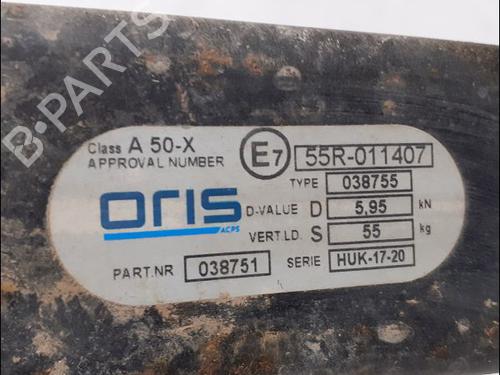 B-PARTS
Class A 50-X
APPROVAL NUMBER
E7 55R-011407
TYPE 038755
ORIS
ACPS
D-VALUE D 5,95 kN
VERT.LD. S 55 kg
PART.NR 038751
SERIE HUK-17-20